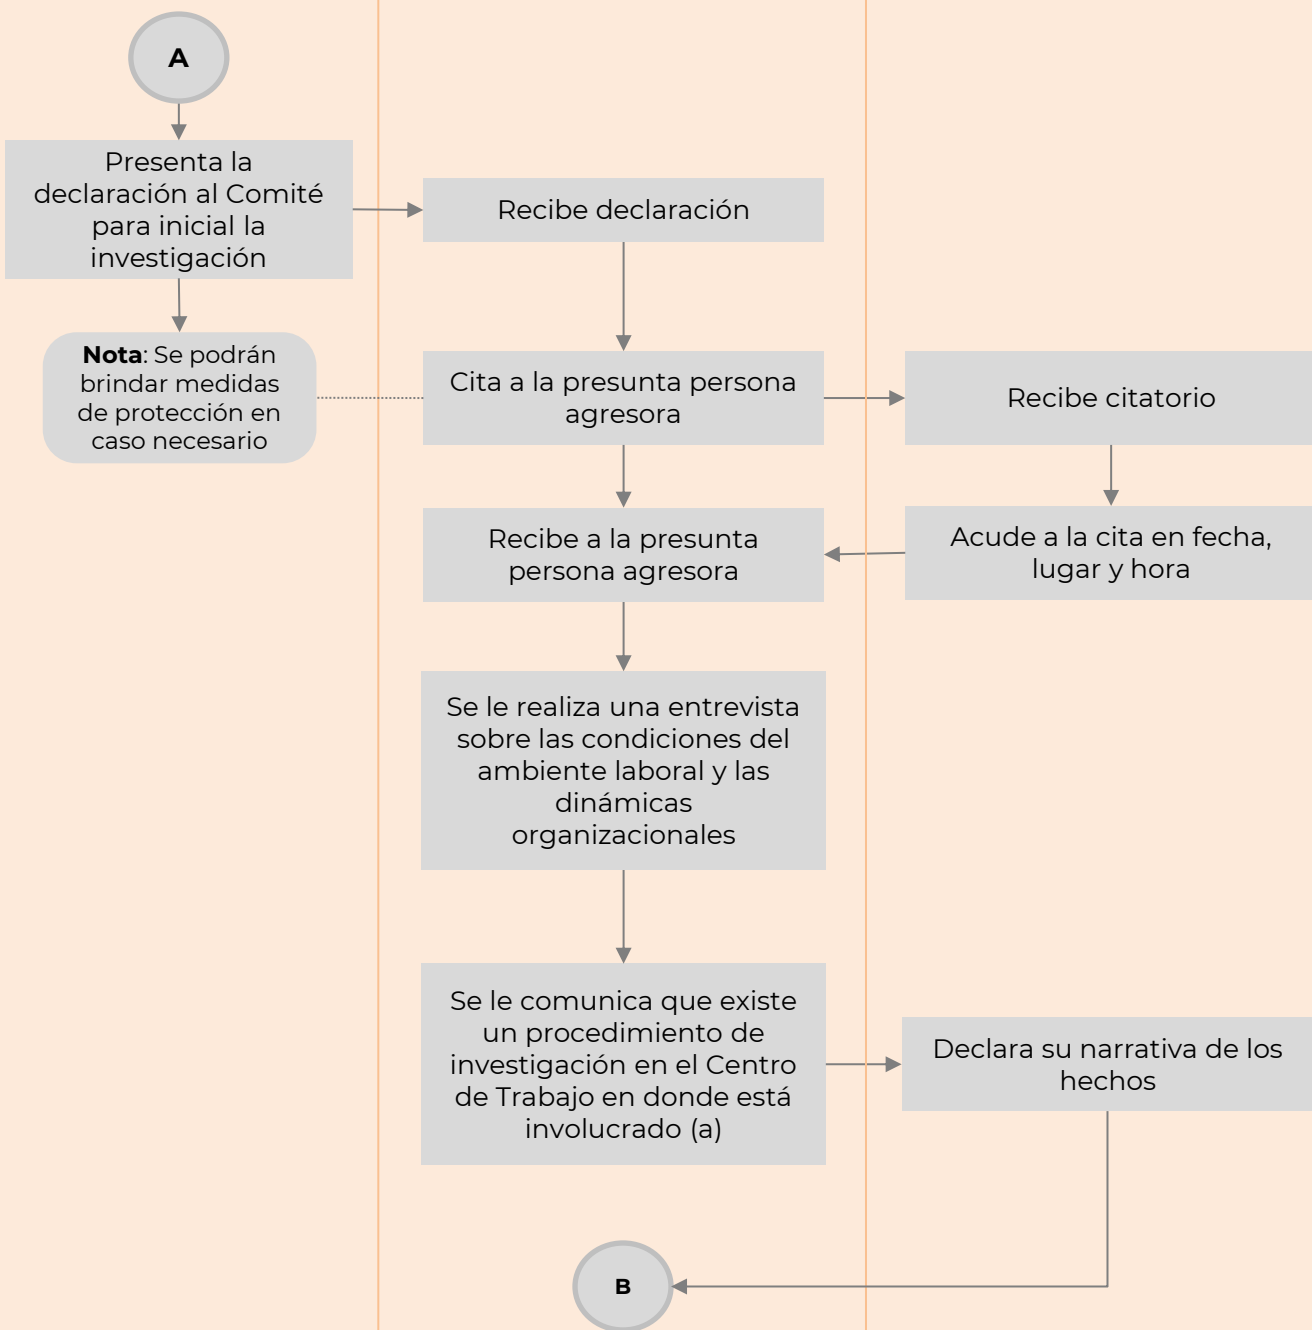 A
Presenta la
declaración al Comité
para inicial la
investigación
Recibe declaración
Nota: Se podrán
brindar medidas
de protección en
caso necesario
Cita a la presunta persona
agresora
Recibe citatorio
Recibe a la presunta
persona agresora
Acude a la cita en fecha,
lugar y hora
Se le realiza una entrevista
sobre las condiciones del
ambiente laboral y las
dinámicas
organizacionales
Se le comunica que existe
un procedimiento de
investigación en el Centro
de Trabajo en donde está
involucrado (a)
Declara su narrativa de los
hechos
B